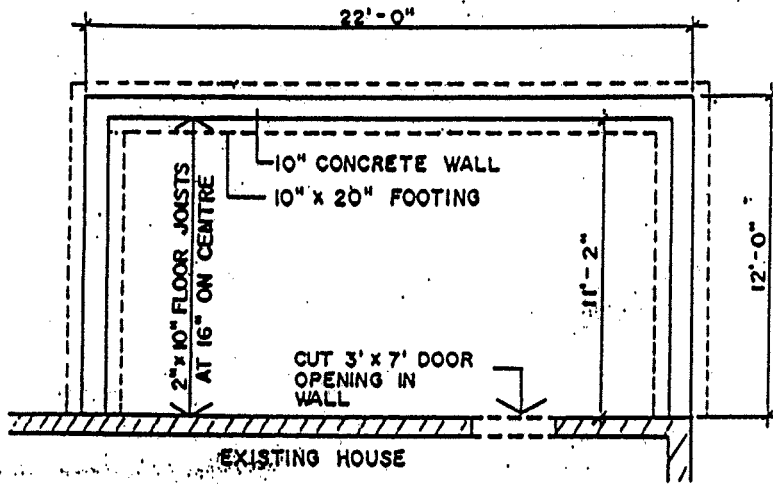 22'-0"
10" CONCRETE WALL
10" x 20" FOOTING
2"x10" FLOOR JOISTS
AT 16" ON CENTRE
11'-2"
12'-0"
CUT 3' x 7' DOOR
OPENING IN
WALL
EXISTING HOUSE